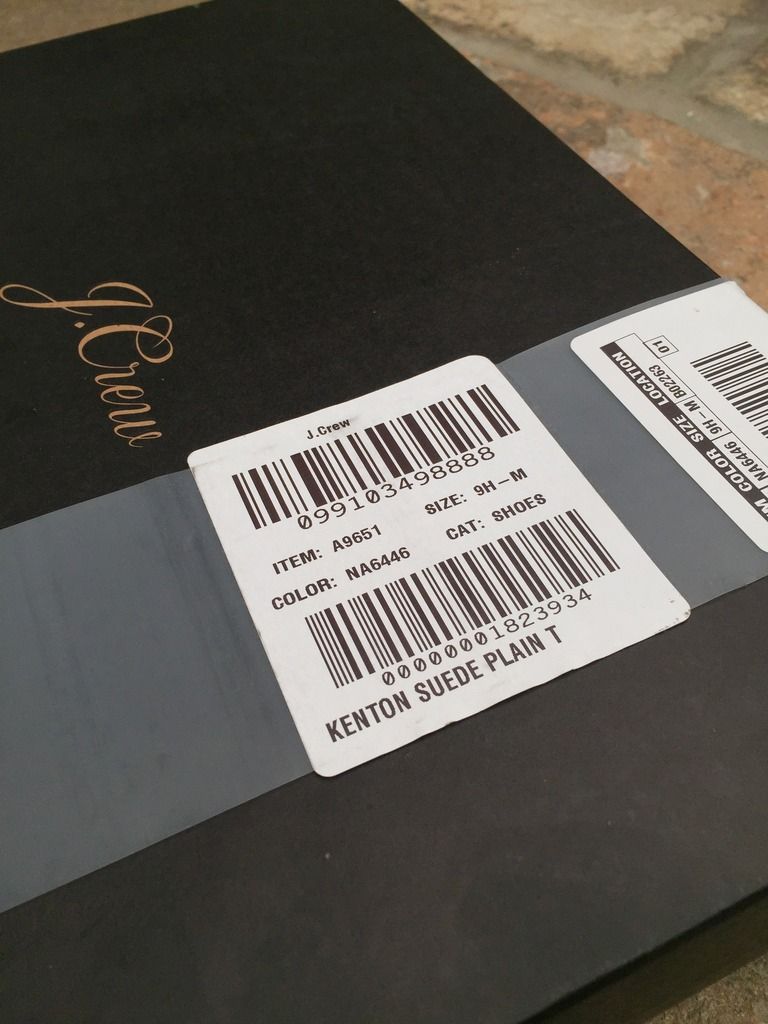 J.Crew
J.Crew
099103498888
ITEM: A9651 SIZE: 9H-M
COLOR: NA6446 CAT: SHOES
00000001823934
KENTON SUEDE PLAIN T
COLOR SIZE LOCATION
NA6446 9H-M B02263 01